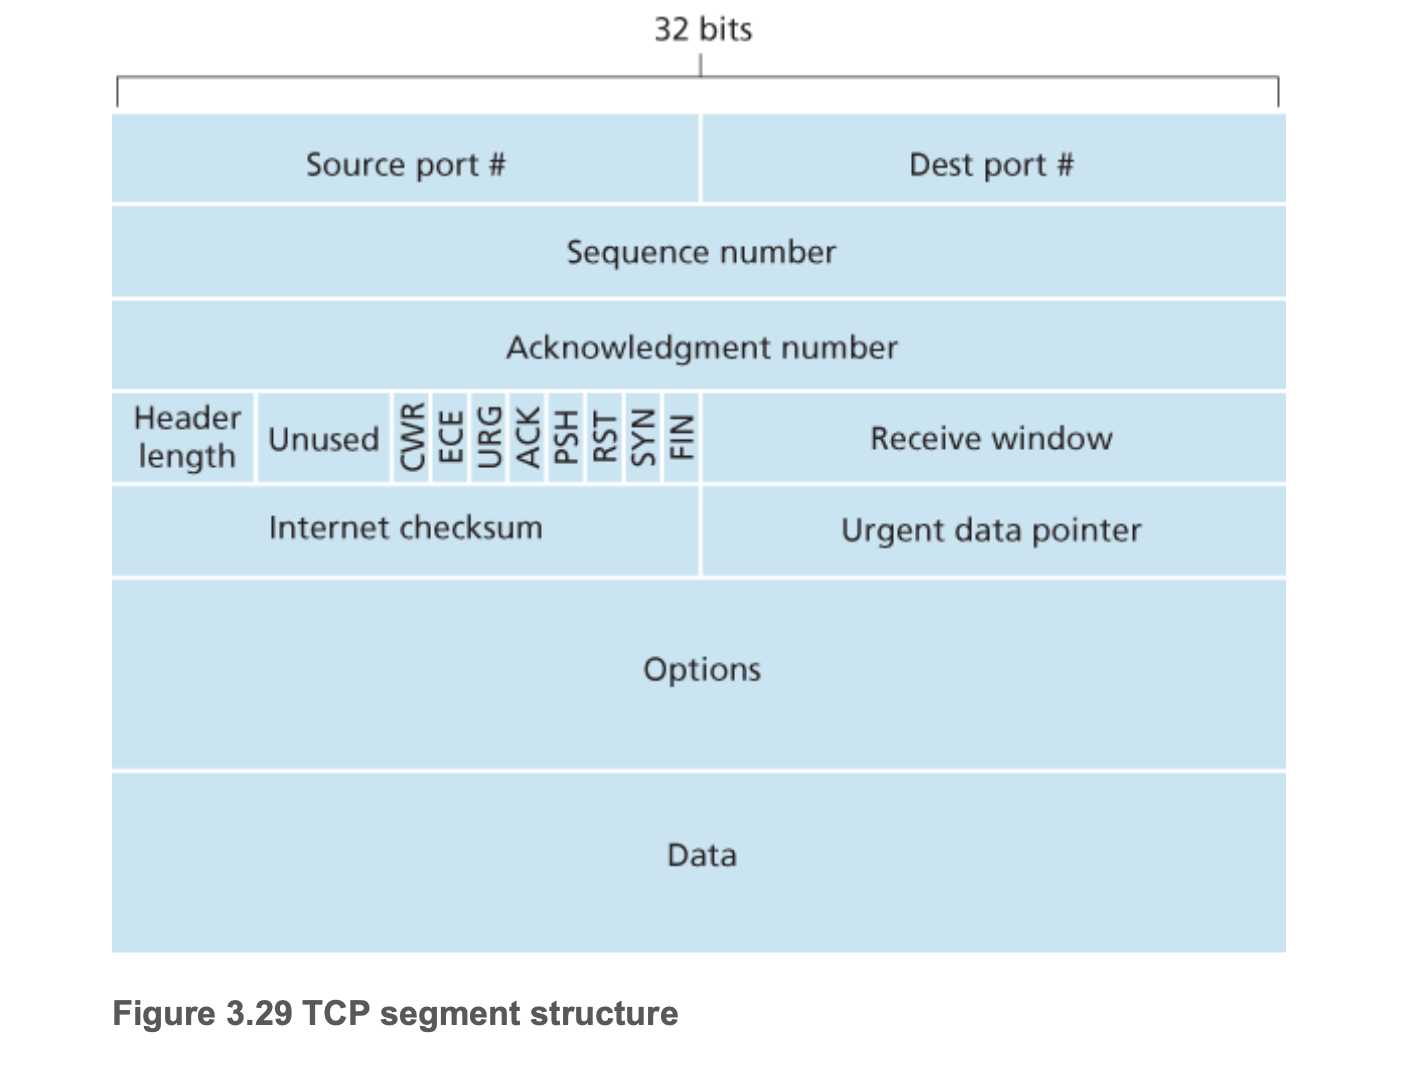 32 bits
Source port #
Dest port #
Sequence number
Acknowledgment number
Header
length
Unused
CWR
ECE
URG
ACK
PSH
RST
SYN
FIN
Receive window
Internet checksum
Urgent data pointer
Options
Data
Figure 3.29 TCP segment structure